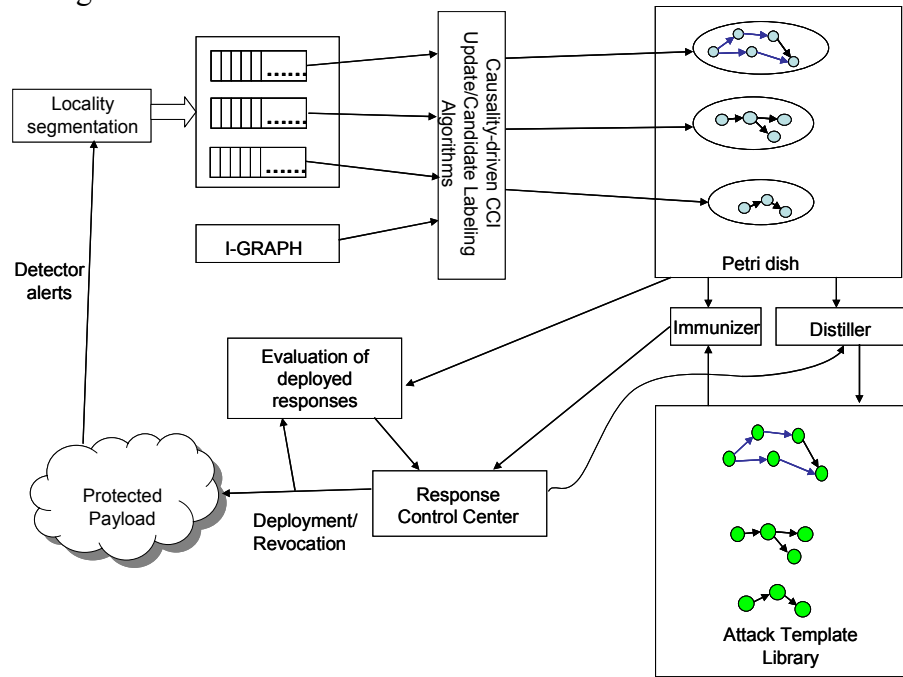 Locality
segmentation
Causality-driven CCI
Update/Candidate Labeling
Algorithms
I-GRAPH
Petri dish
Detector
alerts
Immunizer
Distiller
Evaluation of
deployed
responses
Protected
Payload
Response
Control Center
Deployment/
Revocation
Attack Template
Library